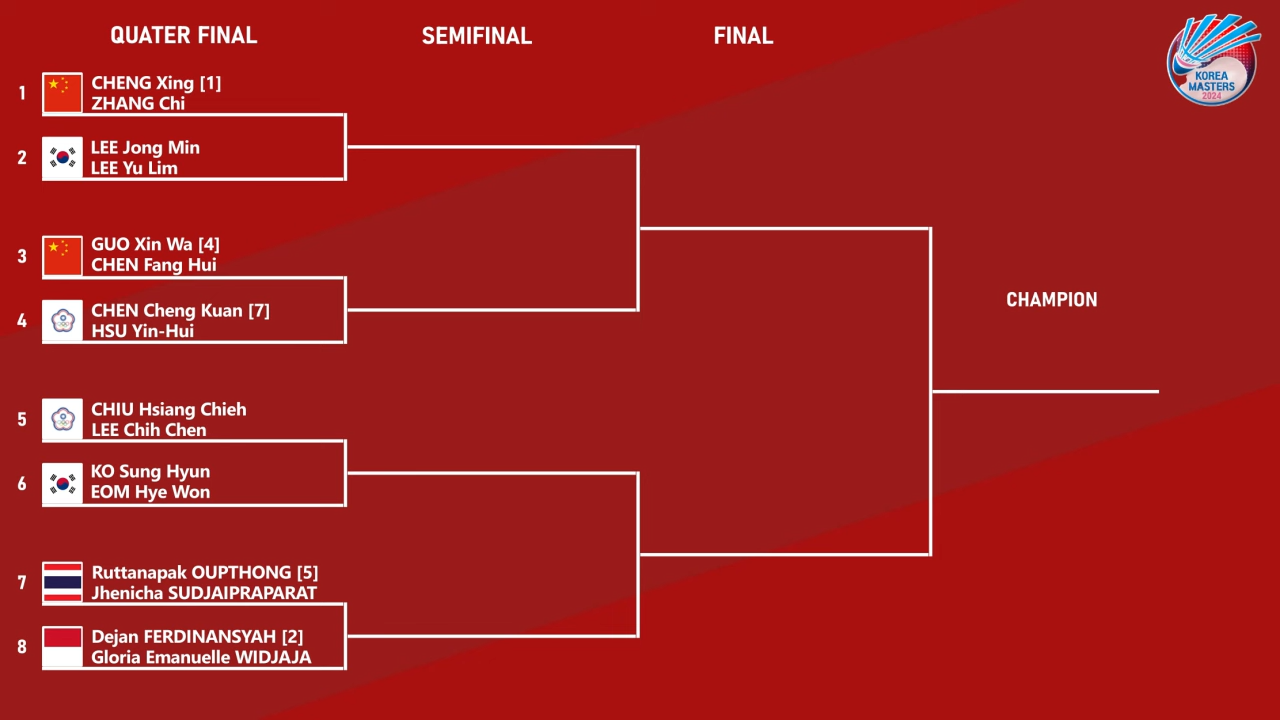 QUATER FINAL
SEMIFINAL
FINAL
KOREA
MASTERS
2024
1
CHENG Xing [1]
ZHANG Chi
2
LEE Jong Min
LEE Yu Lim
3
GUO Xin Wa [4]
CHEN Fang Hui
4
CHEN Cheng Kuan [7]
HSU Yin-Hui
CHAMPION
5
CHIU Hsiang Chieh
LEE Chih Chen
6
KO Sung Hyun
EOM Hye Won
7
Ruttanapak OUPTHONG [5]
Jhenicha SUDJAIPRAPARAT
8
Dejan FERDINANSYAH [2]
Gloria Emanuelle WIDJAJA